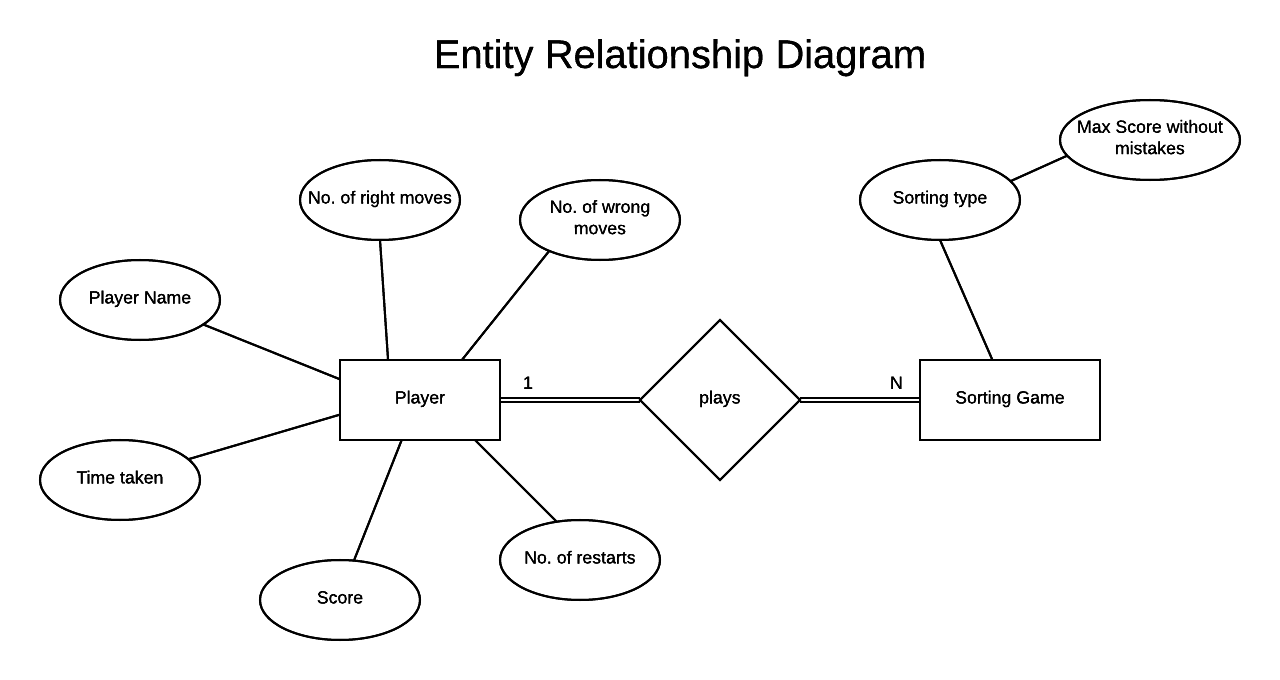 Entity Relationship Diagram
Max Score without
mistakes
No. of right moves
No. of wrong
moves
Sorting type
Player Name
Player
1
plays
N
Sorting Game
Time taken
No. of restarts
Score